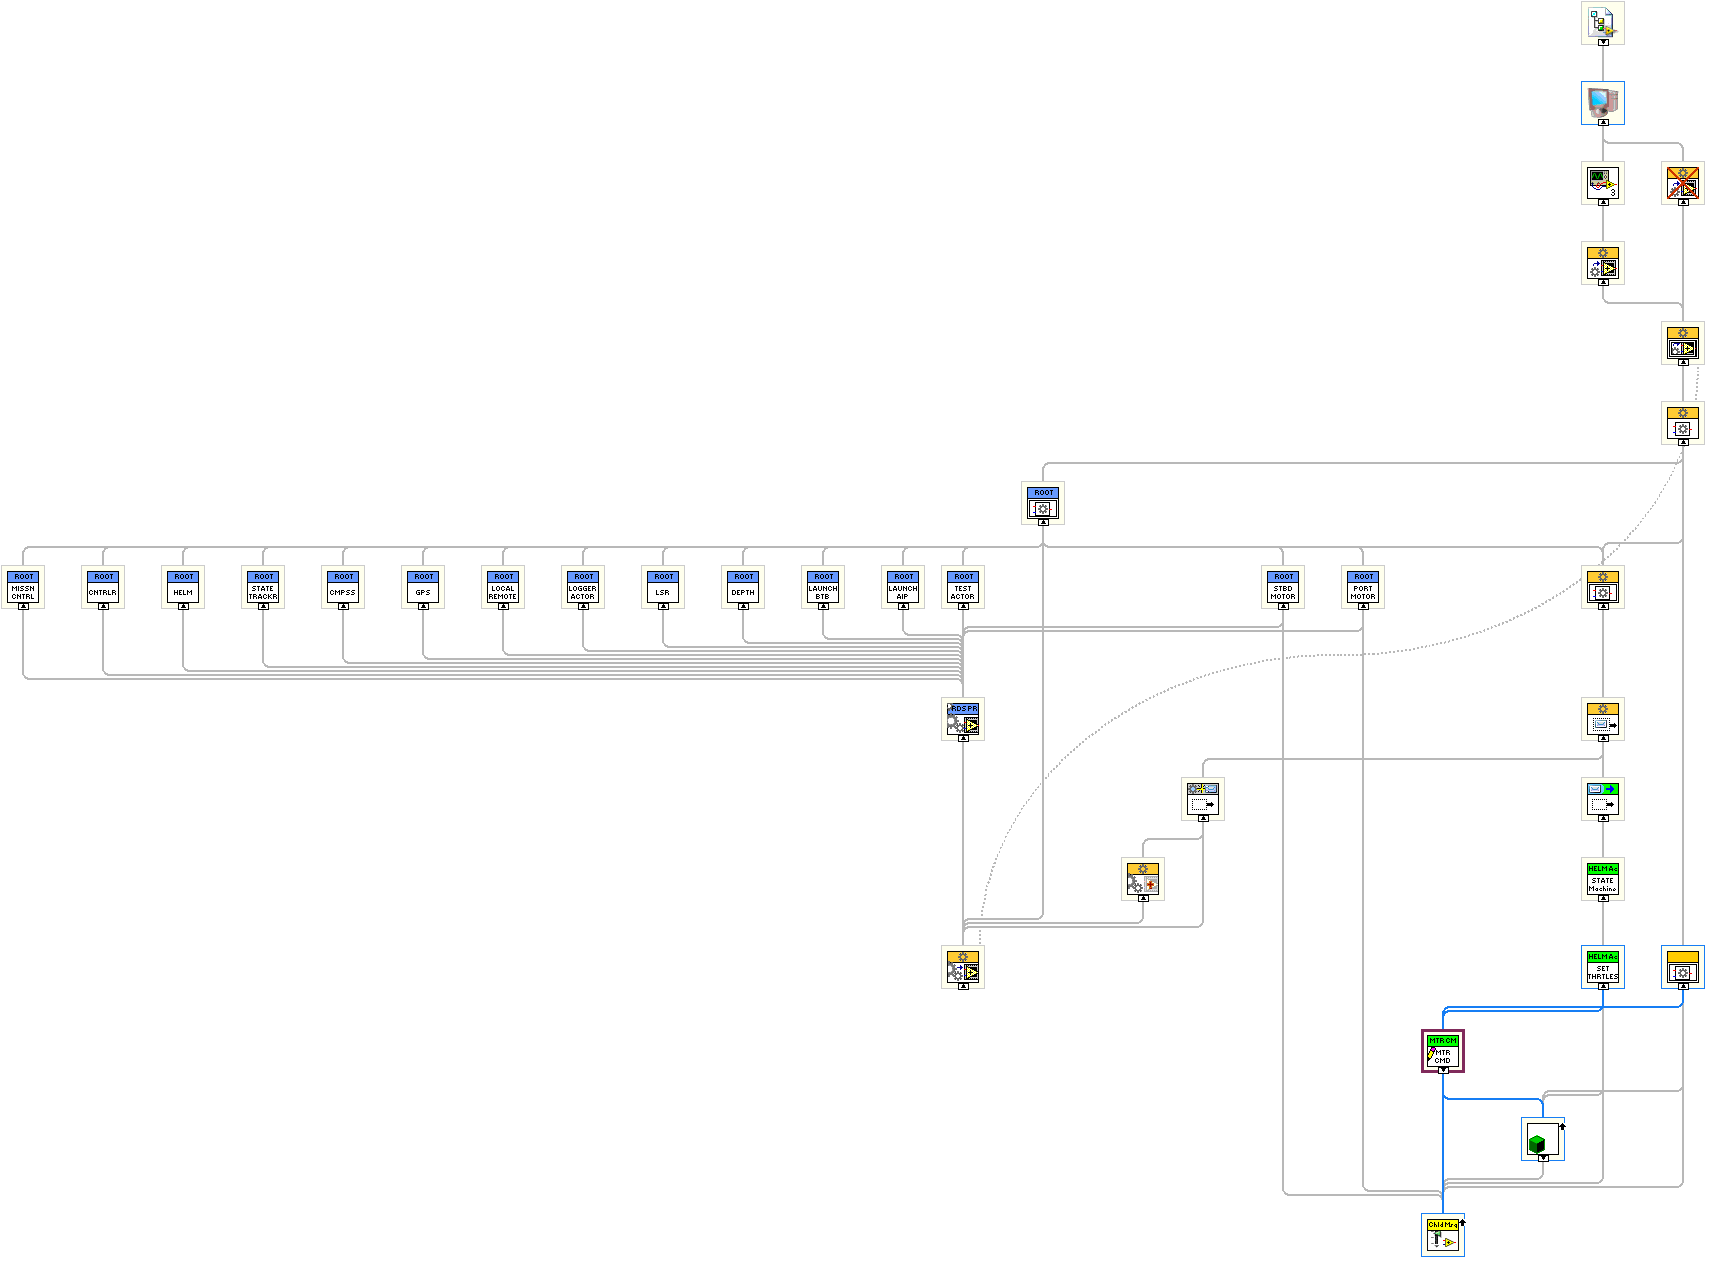 3
ROOT
ROOT
MISSN
CNTRL
ROOT
CNTRLR
ROOT
HELM
ROOT
STATE
TRACKR
ROOT
CMPSS
ROOT
GPS
ROOT
LOCAL
REMOTE
ROOT
LOGGER
ACTOR
ROOT
LSR
ROOT
DEPTH
ROOT
LAUNCH
BTB
ROOT
LAUNCH
AIP
ROOT
TEST
ACTOR
ROOT
STBD
MOTOR
ROOT
PORT
MOTOR
RDS PR
HELM Ac
STATE
Machine
HELM Ac
SET
THRTLES
MTR CM
MTR
CMD
Chld Msg